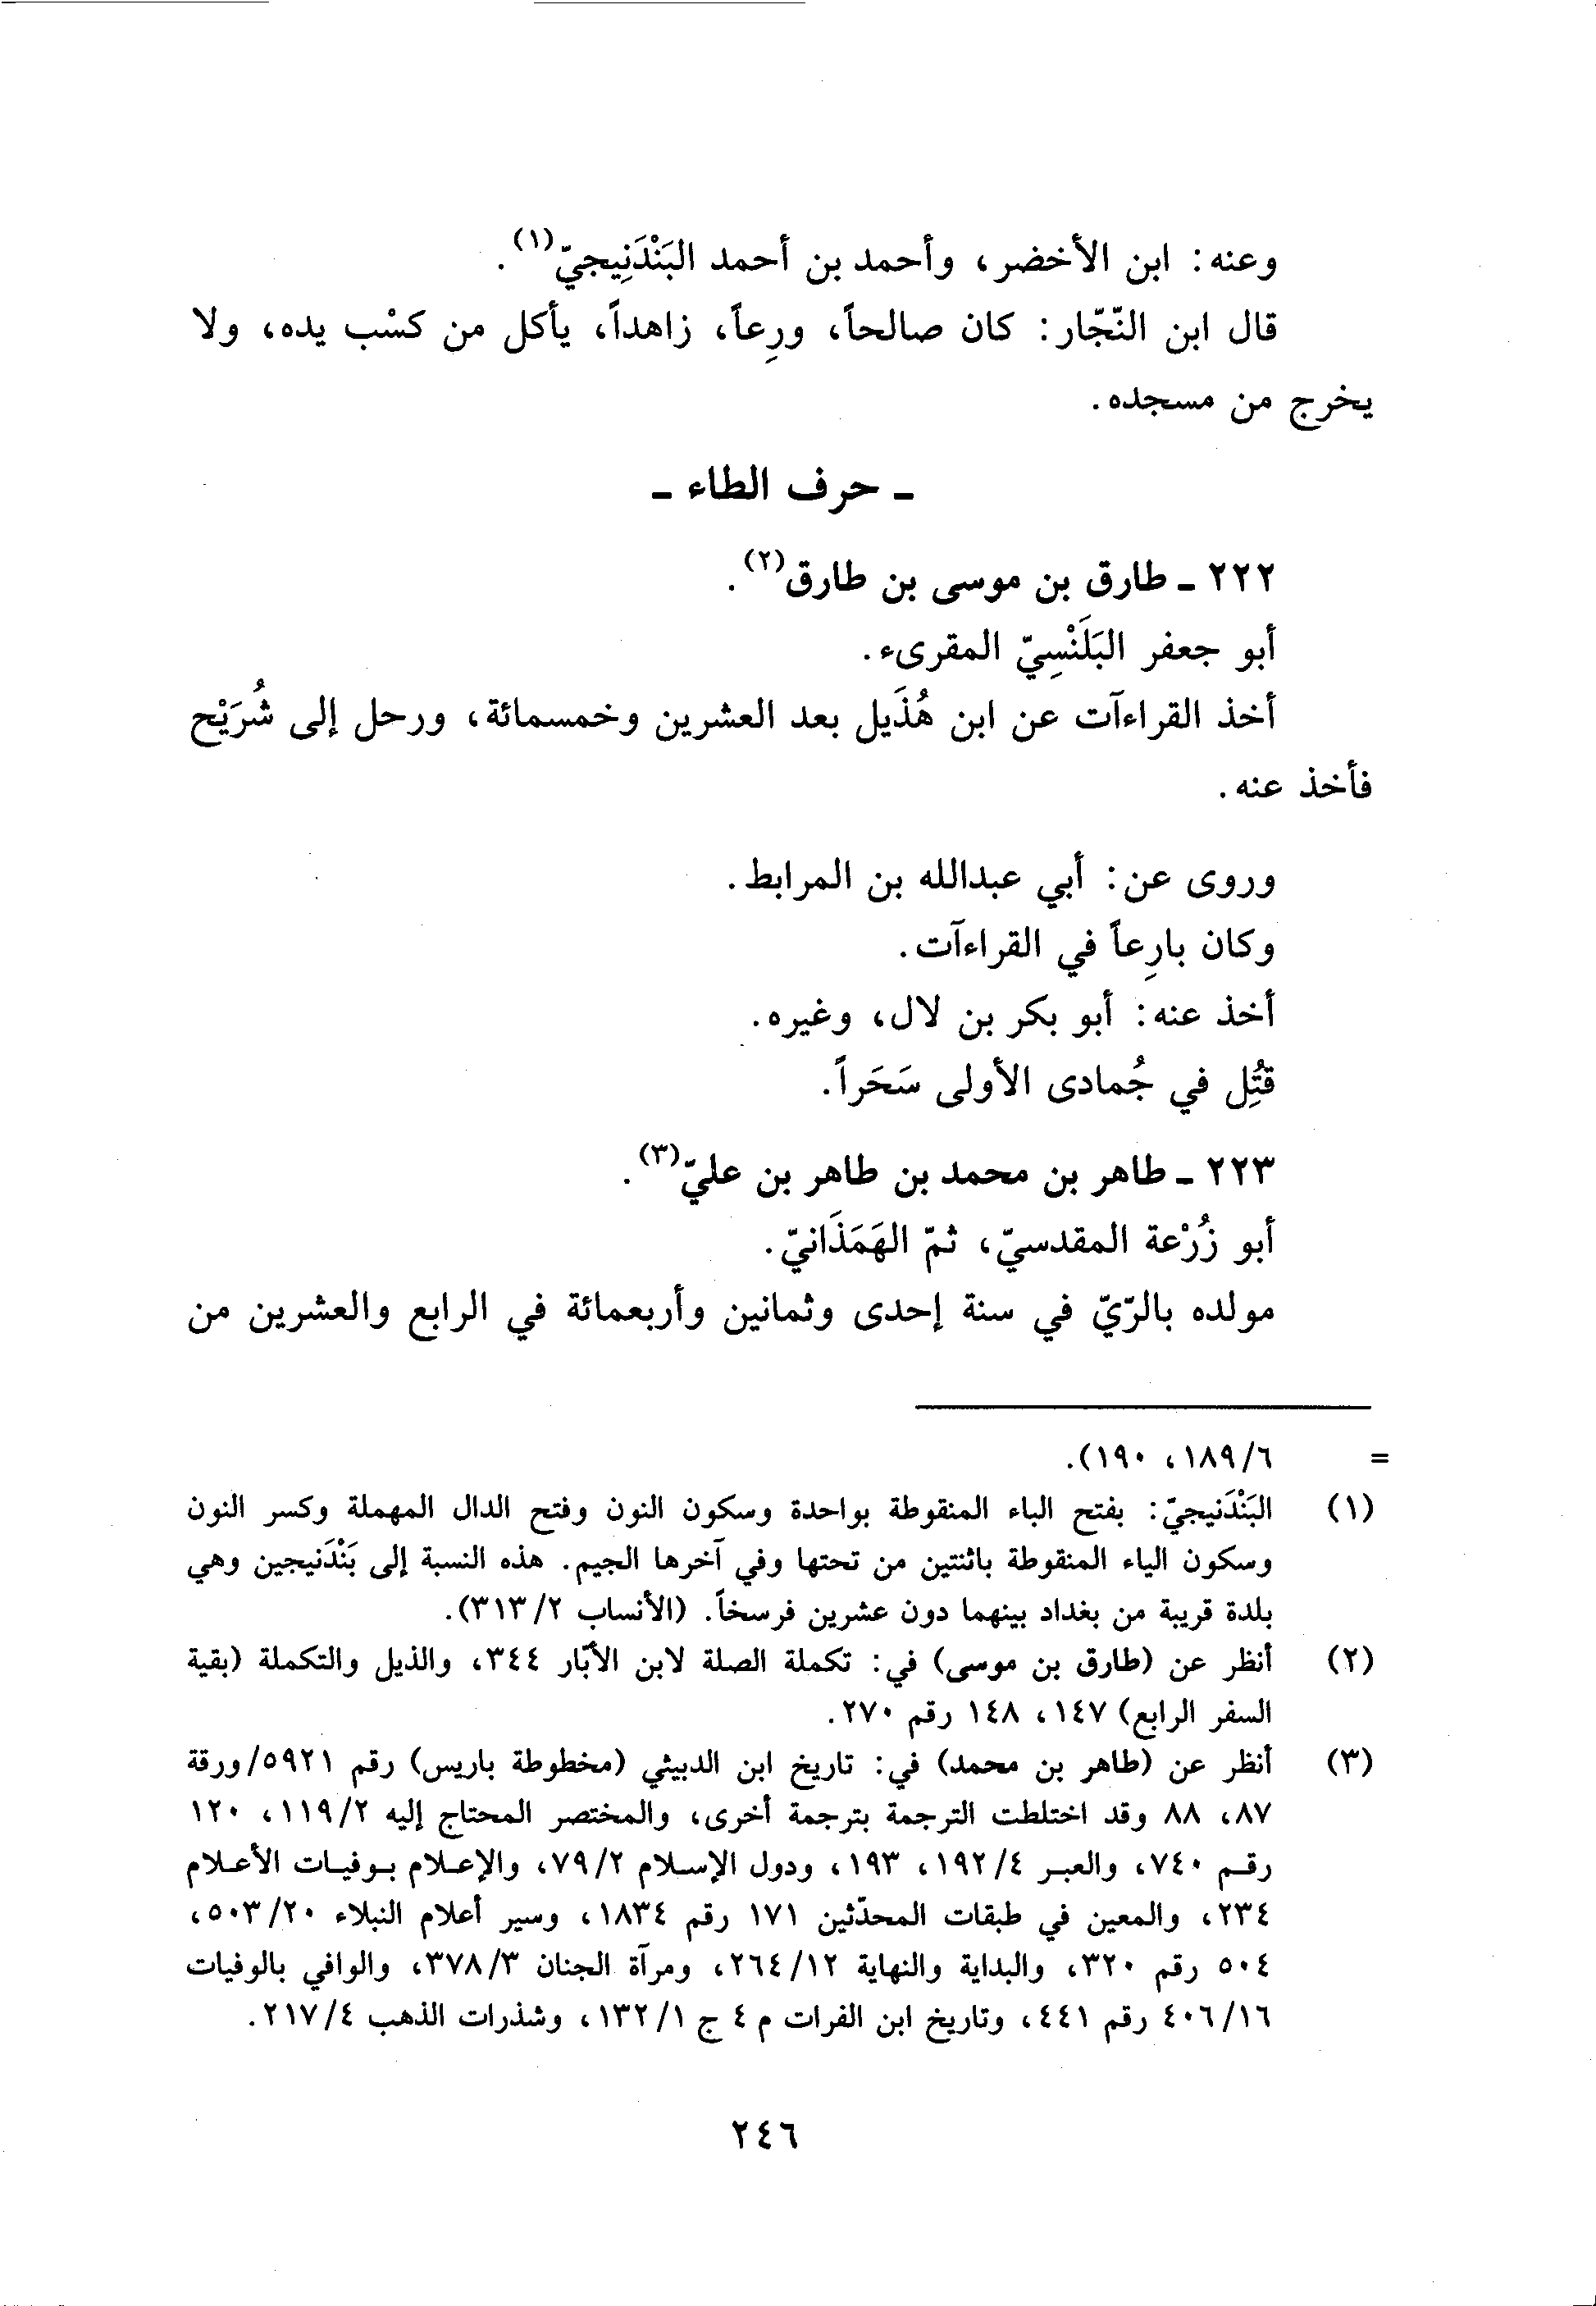 وعنه: ابن الأخضر، وأحمد بن أحمد البَنْدَنِيجيّ(١).
قال ابن النّجّار: كان صالحاً، ورِعاً، زاهداً، يأكل من كسْب يده، ولا
يخرج من مسجده.
ـ حرف الطاء ـ
٢٢٢ ـ طارق بن موسى بن طارق(٢).
أبو جعفر البَلَنْسِيّ المقرىء.
أخذ القراءآت عن ابن هُذَيل بعد العشرين وخمسمائة، ورحل إلى شُرَيْح
فأخذ عنه.
وروى عن: أبي عبدالله بن المرابط.
وكان بارِعاً في القراءآت.
أخذ عنه: أبو بكر بن لال، وغيره.
قُتِل في جُمادى الأولى سَحَراً.
٢٢٣ ـ طاهر بن محمد بن طاهر بن عليّ(٣).
أبو زُرْعة المقدسيّ، ثمّ الهَمَذَانيّ.
مولده بالرّيّ في سنة إحدى وثمانين وأربعمائة في الرابع والعشرين من
= ٦/١٨٩، ١٩٠).
(١) البَنْدَنيجيّ: بفتح الباء المنقوطة بواحدة وسكون النون وفتح الدال المهملة وكسر النون
وسكون الياء المنقوطة باثنتين من تحتها وفي آخرها الجيم. هذه النسبة إلى بَنْدَنيجين وهي
بلدة قريبة من بغداد بينهما دون عشرين فرسخاً. (الأنساب ٢/٣١٣).
(٢) أنظر عن (طارق بن موسى) في: تكملة الصلة لابن الأبّار ٣٤٤، والذيل والتكملة (بقية
السفر الرابع) ١٤٧، ١٤٨ رقم ٢٧٠.
(٣) أنظر عن (طاهر بن محمد) في: تاريخ ابن الدبيثي (مخطوطة باريس) رقم ٥٩٢١/ورقة
٨٧، ٨٨ وقد اختلطت الترجمة بترجمة أخرى، والمختصر المحتاج إليه ٢/١١٩، ١٢٠
رقم ٧٤٠، والعبر ٤/١٩٢، ١٩٣، ودول الإسلام ٢/٧٩، والإعلام بوفيات الأعلام
٢٣٤، والمعين في طبقات المحدّثين ١٧١ رقم ١٨٣٤، وسير أعلام النبلاء ٢٠/٥٠٣،
٥٠٤ رقم ٣٢٠، والبداية والنهاية ١٢/٢٦٤، ومرآة الجنان ٣/٣٧٨، والوافي بالوفيات
١٦/٤٠٦ رقم ٤٤١، وتاريخ ابن الفرات م ٤ ج ١/١٣٢، وشذرات الذهب ٤/٢١٧.
٢٤٦